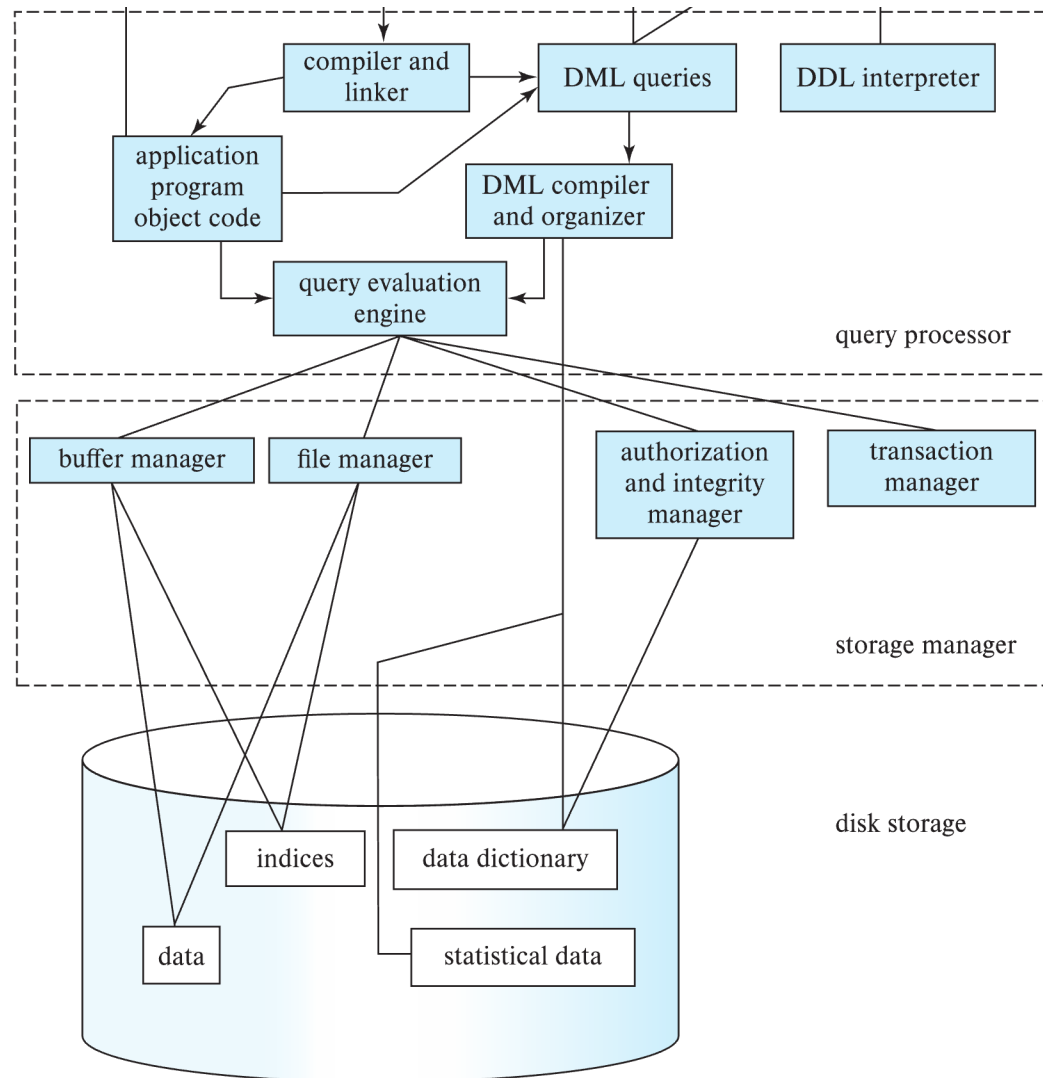 compiler and
linker
DML queries
DDL interpreter
application
program
object code
DML compiler
and organizer
query evaluation
engine
query processor
buffer manager
file manager
authorization
and integrity
manager
transaction
manager
storage manager
disk storage
indices
data dictionary
data
statistical data